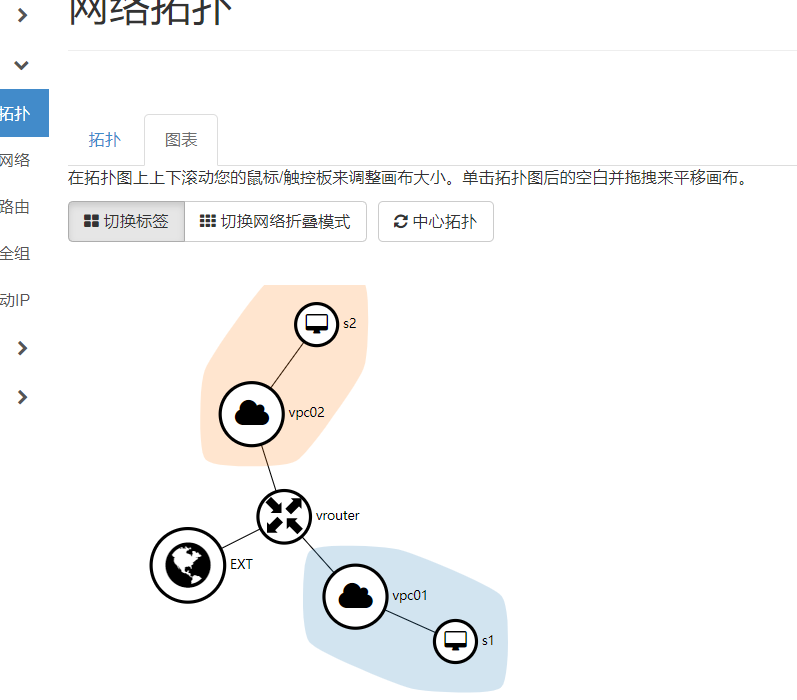 网络拓扑
拓扑
网络
路由
全组
动IP
拓扑
图表
在拓扑图上上下滚动您的鼠标/触控板来调整画布大小。单击拓扑图后的空白并拖拽来平移画布。
切换标签
切换网络折叠模式
中心拓扑
s2
vpc02
vrouter
EXT
vpc01
s1